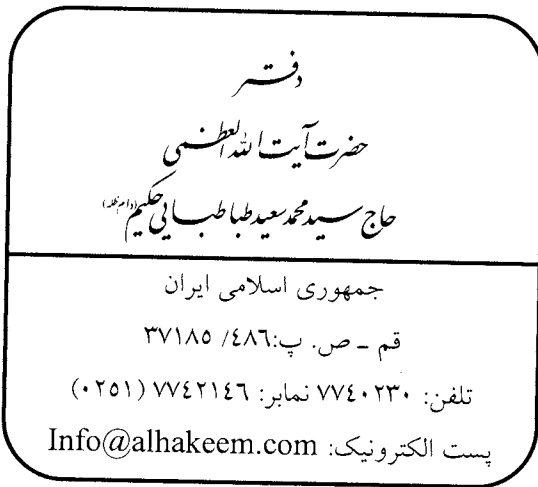 دفتر
حضرت آیت الله العظمی
حاج سید محمد سعید طباطبایی حکیم (دام ظله)
جمهوری اسلامی ایران
قم - ص. پ:٤٨٦/ ٣٧١٨٥
تلفن: ٧٧٤٠٢٣٠ نمابر: ٧٧٤٢١٤٦ (٠٢٥١)
پست الکترونیک: Info@alhakeem.com